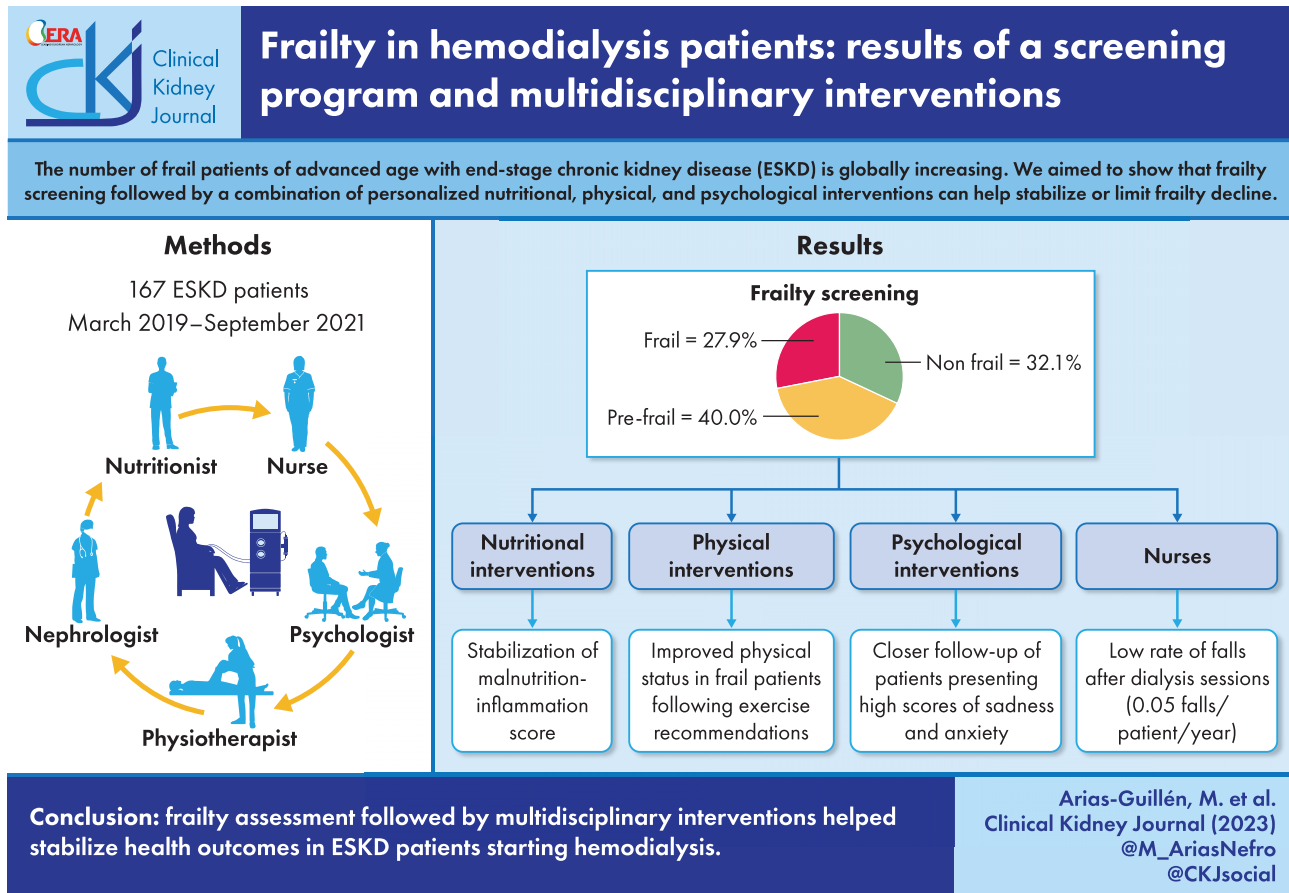 ERA
CKJ
Clinical
Kidney
Journal
Frailty in hemodialysis patients: results of a screening
program and multidisciplinary interventions
The number of frail patients of advanced age with end-stage chronic kidney disease (ESKD) is globally increasing. We aimed to show that frailty
screening followed by a combination of personalized nutritional, physical, and psychological interventions can help stabilize or limit frailty decline.
Methods
167 ESKD patients
March 2019–September 2021
Nutritionist
Nurse
Psychologist
Physiotherapist
Nephrologist
Results
Frailty screening
Frail = 27.9%
Non frail = 32.1%
Pre-frail = 40.0%
Nutritional
interventions
Stabilization of
malnutrition-
inflammation
score
Physical
interventions
Improved physical
status in frail patients
following exercise
recommendations
Psychological
interventions
Closer follow-up of
patients presenting
high scores of sadness
and anxiety
Nurses
Low rate of falls
after dialysis sessions
(0.05 falls/
patient/year)
Conclusion: frailty assessment followed by multidisciplinary interventions helped
stabilize health outcomes in ESKD patients starting hemodialysis.
Arias-Guillén, M. et al.
Clinical Kidney Journal (2023)
@M_AriasNefro
@CKJsocial